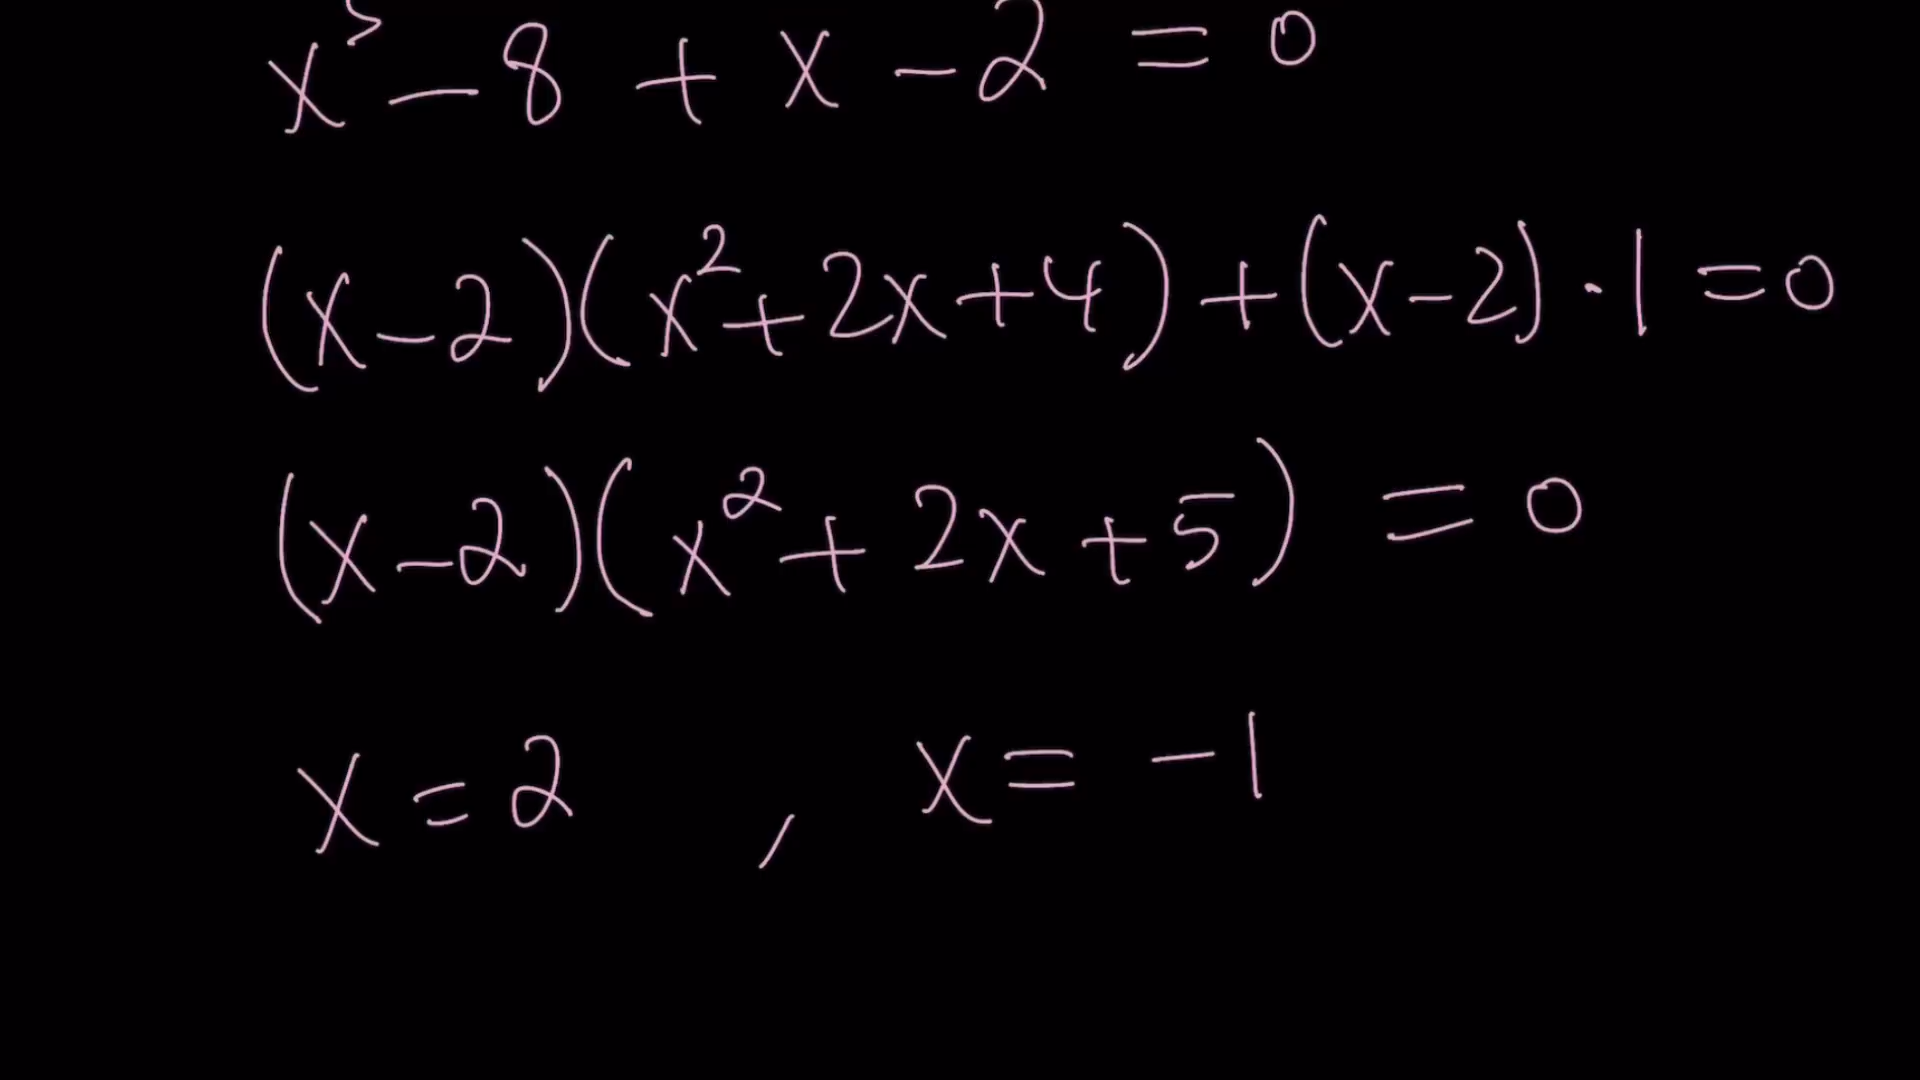 x³ - 8 + x - 2 = 0
(x-2)(x²+2x+4)+(x-2)·1=0
(x-2)(x²+2x+5) = 0
x=2 , x= -1